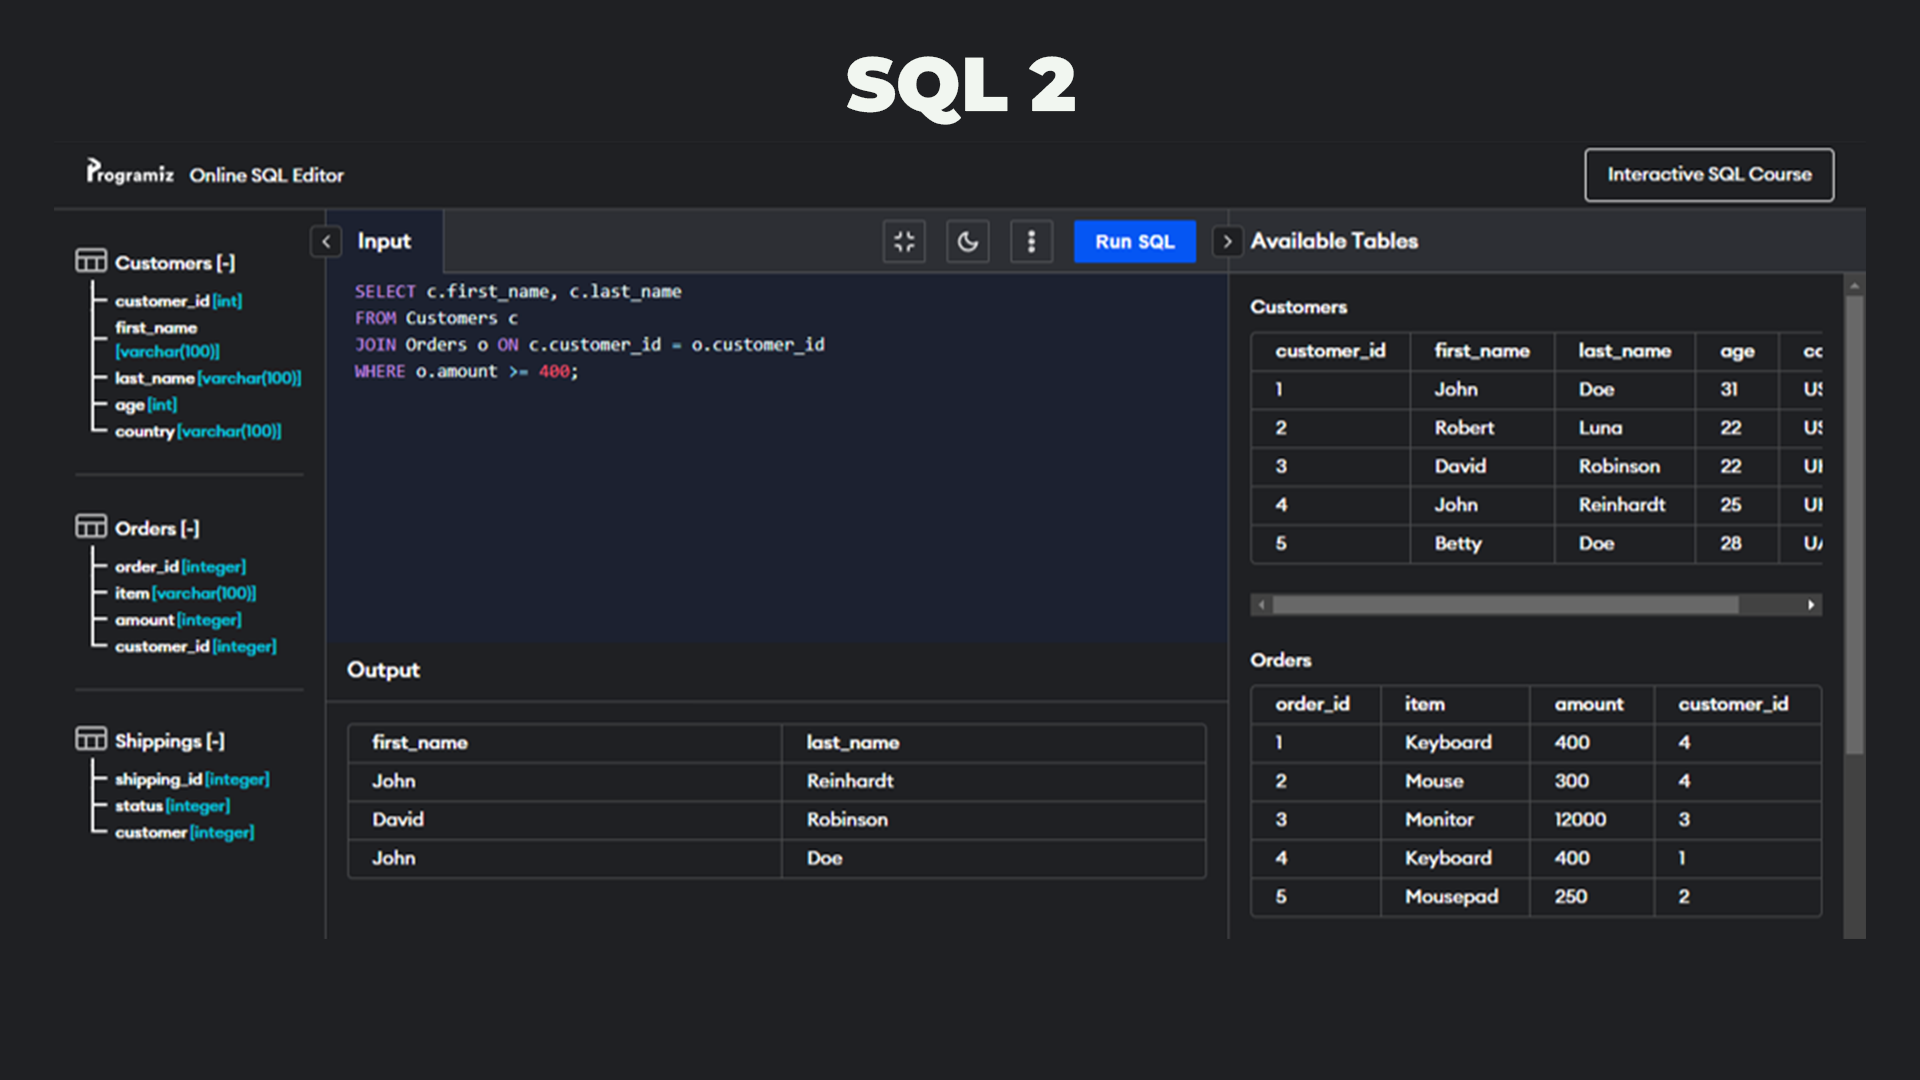 SQL 2
Programiz Online SQL Editor
Interactive SQL Course
Customers [-]
customer_id [int]
first_name
[varchar(100)]
last_name [varchar(100)]
age [int]
country [varchar(100)]
Orders [-]
order_id [integer]
item [varchar(100)]
amount [integer]
customer_id [integer]
Shippings [-]
shipping_id [integer]
status [integer]
customer [integer]
Input
Run SQL
SELECT c.first_name, c.last_name
FROM Customers c
JOIN Orders o ON c.customer_id = o.customer_id
WHERE o.amount >= 400;
Output
first_name last_name
John Reinhardt
David Robinson
John Doe
Available Tables
Customers
customer_id first_name last_name age
1 John Doe 31
2 Robert Luna 22
3 David Robinson 22
4 John Reinhardt 25
5 Betty Doe 28
Orders
order_id item amount customer_id
1 Keyboard 400 4
2 Mouse 300 4
3 Monitor 12000 3
4 Keyboard 400 1
5 Mousepad 250 2